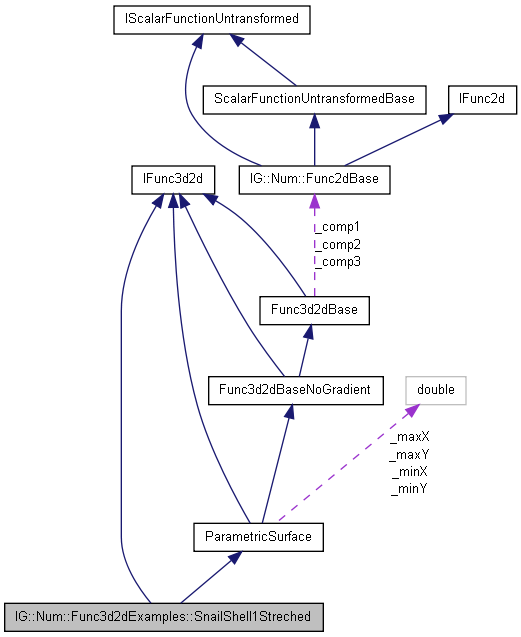 IScalarFunctionUntransformed
ScalarFunctionUntransformedBase
IFunc2d
IFunc3d2d
IG::Num::Func2dBase
_comp1
_comp2
_comp3
Func3d2dBase
Func3d2dBaseNoGradient
double
_maxX
_maxY
_minX
_minY
ParametricSurface
IG::Num::Func3d2dExamples::SnailShell1Streched